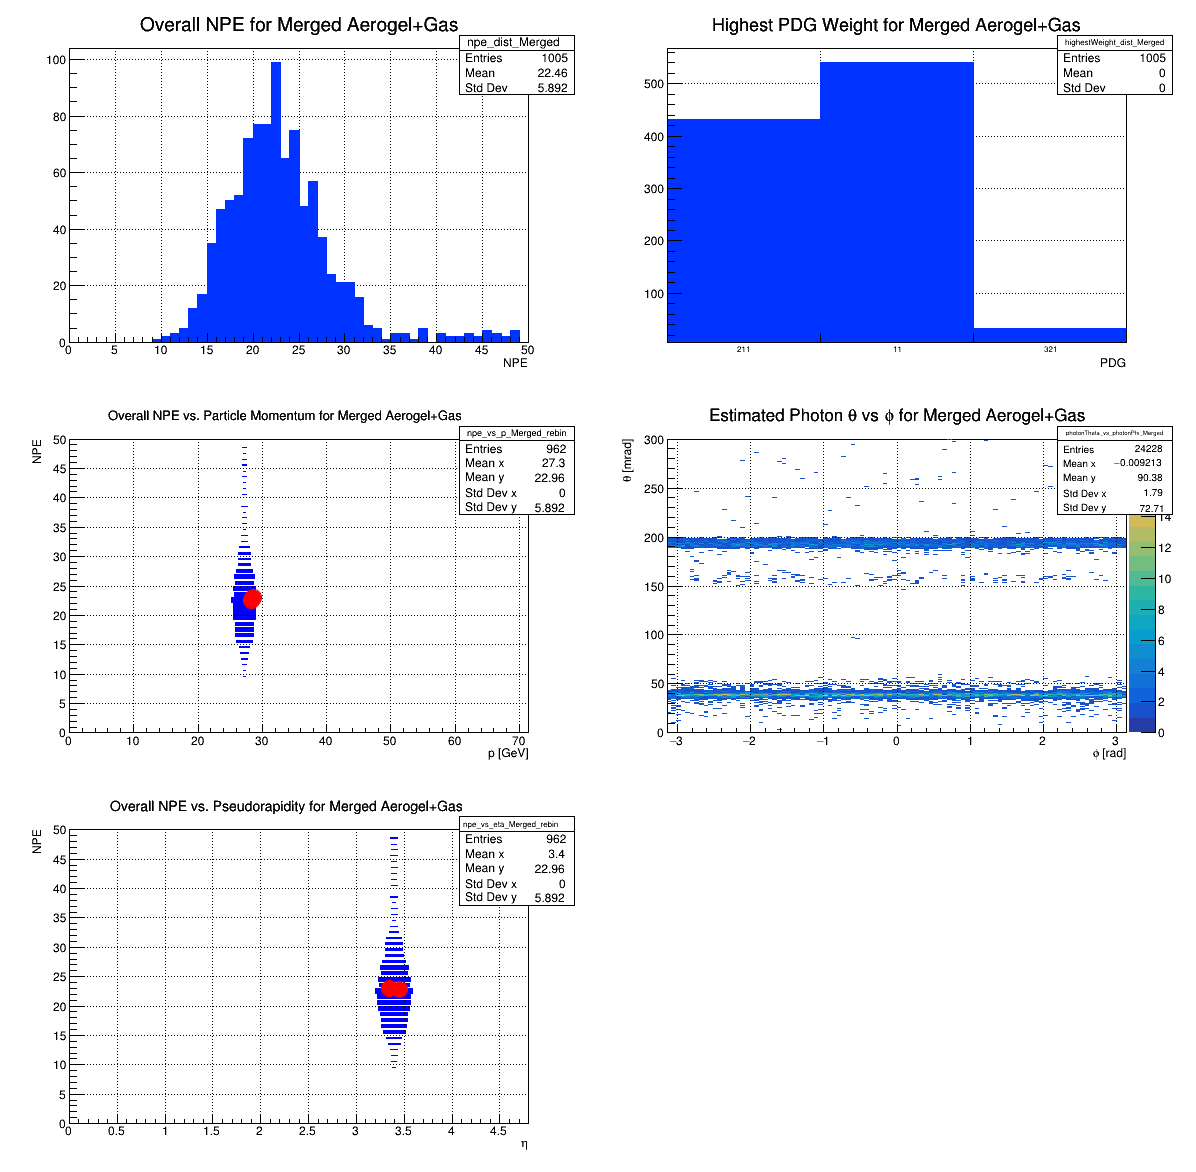 Overall NPE for Merged Aerogel+Gas
npe_dist_Merged
Entries 1005
Mean 22.46
Std Dev 5.892
100
80
60
40
20
0
0 5 10 15 20 25 30 35 40 45 50
NPE
Highest PDG Weight for Merged Aerogel+Gas
highestWeight_dist_Merged
Entries 1005
Mean 0
Std Dev 0
500
400
300
200
100
211 11 321
PDG
Overall NPE vs. Particle Momentum for Merged Aerogel+Gas
npe_vs_p_Merged_rebin
Entries 962
Mean x 27.3
Mean y 22.96
Std Dev x 0
Std Dev y 5.892
NPE
50
45
40
35
30
25
20
15
10
5
0
0 10 20 30 40 50 60 70
p [GeV]
Estimated Photon θ vs ϕ for Merged Aerogel+Gas
photonTheta_vs_photonPhi_Merged
Entries 24228
Mean x −0.009213
Mean y 90.38
Std Dev x 1.79
Std Dev y 72.71
θ [mrad]
300
250
200
150
100
50
0
14
12
10
8
6
4
2
0
−3 −2 −1 0 1 2 3
ϕ [rad]
Overall NPE vs. Pseudorapidity for Merged Aerogel+Gas
npe_vs_eta_Merged_rebin
Entries 962
Mean x 3.4
Mean y 22.96
Std Dev x 0
Std Dev y 5.892
NPE
50
45
40
35
30
25
20
15
10
5
0
0 0.5 1 1.5 2 2.5 3 3.5 4 4.5
η